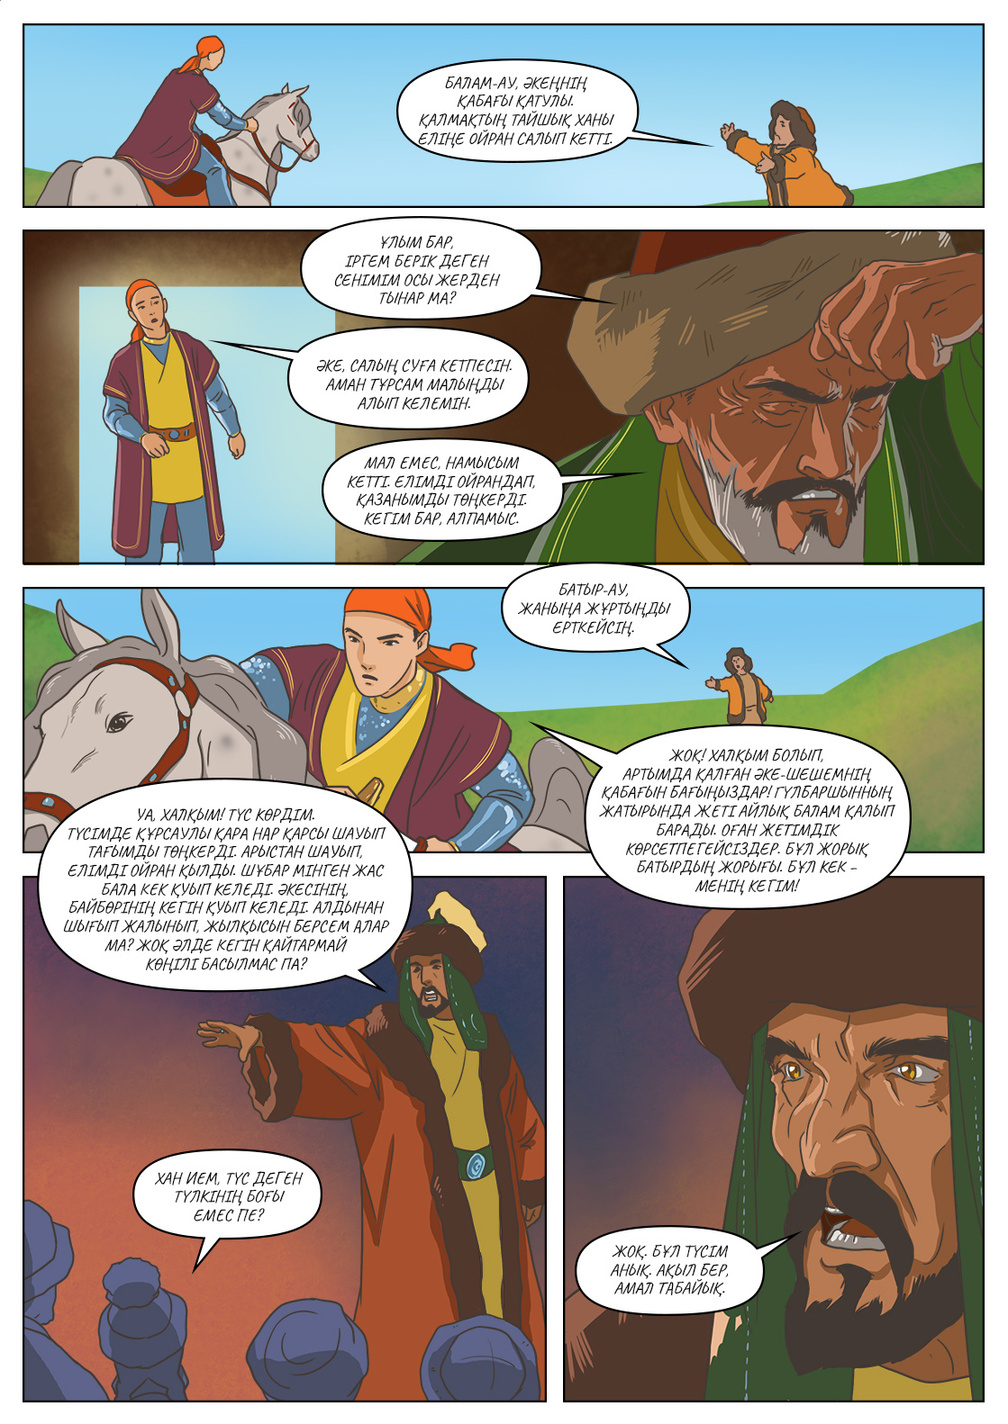 БАЛАМ-АУ, ӘКЕҢНІҢ
ҚАБАҒЫ ҚАТУЛЫ.
ҚАЛМАҚТЫҢ ТАЙШЫҚ ХАНЫ
ЕЛІҢЕ ОЙРАН САЛЫП КЕТТІ.
ҰЛЫМ БАР,
ІРГЕМ БЕРІК ДЕГЕН
СЕНІМІМ ОСЫ ЖЕРДЕН
ТЫНАР МА?
ӘКЕ, САЛЫҢ СУҒА КЕТПЕСІН.
АМАН ТҰРСАМ МАЛЫҢДЫ
АЛЫП КЕЛЕМІН.
МАЛ ЕМЕС, НАМЫСЫМ
КЕТТІ. ЕЛІМДІ ОЙРАНДАП,
ҚАЗАНЫМДЫ ТӨҢКЕРДІ.
КЕГІМ БАР, АЛПАМЫС.
БАТЫР-АУ,
ЖАНЫҢА ЖҰРТЫҢДЫ
ЕРТКЕЙСІҢ.
ЖОҚ! ХАЛҚЫМ БОЛЫП,
АРТЫМДА ҚАЛҒАН ӘКЕ-ШЕШЕМНІҢ
ҚАБАҒЫН БАҒЫҢЫЗДАР! ГҮЛБАРШЫННЫҢ
ЖАТЫРЫНДА ЖЕТІ АЙЛЫҚ БАЛАМ ҚАЛЫП
БАРАДЫ. ОҒАН ЖЕТІМДІК
КӨРСЕТПЕГЕЙСІЗДЕР. БҰЛ ЖОРЫҚ
БАТЫРДЫҢ ЖОРЫҒЫ. БҰЛ КЕК –
МЕНІҢ КЕГІМ!
УА, ХАЛҚЫМ! ТҮС КӨРДІМ.
ТҮСІМДЕ ҚҰРСАУЛЫ ҚАРА НАР ҚАРСЫ ШАУЫП
ТАҒЫМДЫ ТӨҢКЕРДІ. АРЫСТАН ШАУЫП,
ЕЛІМДІ ОЙРАН ҚЫЛДЫ. ШҰБАР МІНГЕН ЖАС
БАЛА КЕК ҚУЫП КЕЛЕДІ. ӘКЕСІНІҢ,
БАЙБӨРІНІҢ КЕГІН ҚУЫП КЕЛЕДІ. АЛДЫНАН
ШЫҒЫП ЖАЛЫНЫП, ЖЫЛҚЫСЫН БЕРСЕМ АЛАР
МА? ЖОҚ ӘЛДЕ КЕГІН ҚАЙТАРМАЙ
КӨҢІЛІ БАСЫЛМАС ПА?
ХАН ИЕМ, ТҮС ДЕГЕН
ТҮЛКІНІҢ БОҒЫ
ЕМЕС ПЕ?
ЖОҚ. БҰЛ ТҮСІМ
АНЫҚ. АҚЫЛ БЕР,
АМАЛ ТАБАЙЫҚ.